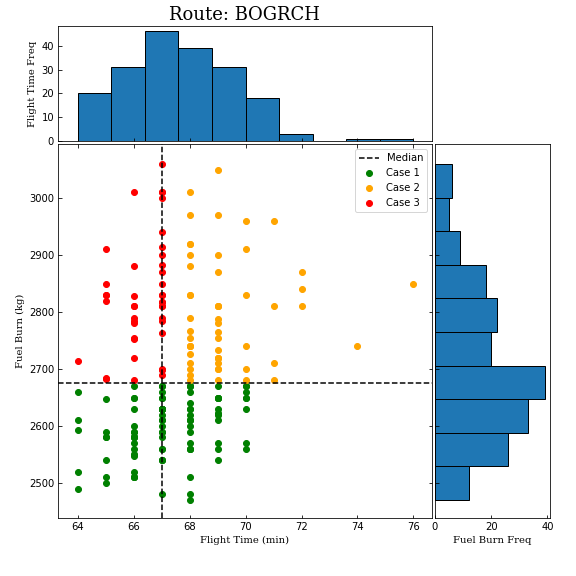 Route: BOGRCH
Flight Time Freq
40
30
20
10
0
Median
Case 1
Case 2
Case 3
Fuel Burn (kg)
3000
2900
2800
2700
2600
2500
64 66 68 70 72 74 76
Flight Time (min)
0 20 40
Fuel Burn Freq